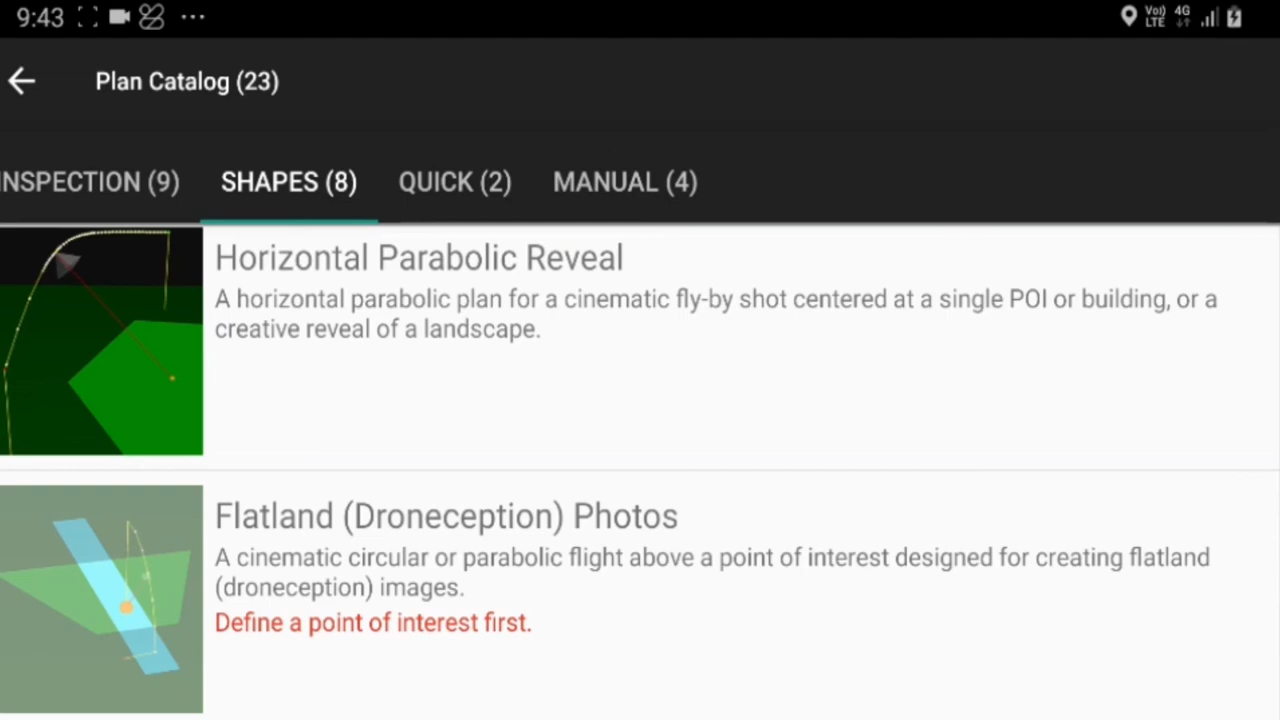 9:43 Vo) 4G
LTE
Plan Catalog (23)
INSPECTION (9) SHAPES (8) QUICK (2) MANUAL (4)
Horizontal Parabolic Reveal
A horizontal parabolic plan for a cinematic fly-by shot centered at a single POI or building, or a
creative reveal of a landscape.
Flatland (Droneception) Photos
A cinematic circular or parabolic flight above a point of interest designed for creating flatland
(droneception) images.
Define a point of interest first.